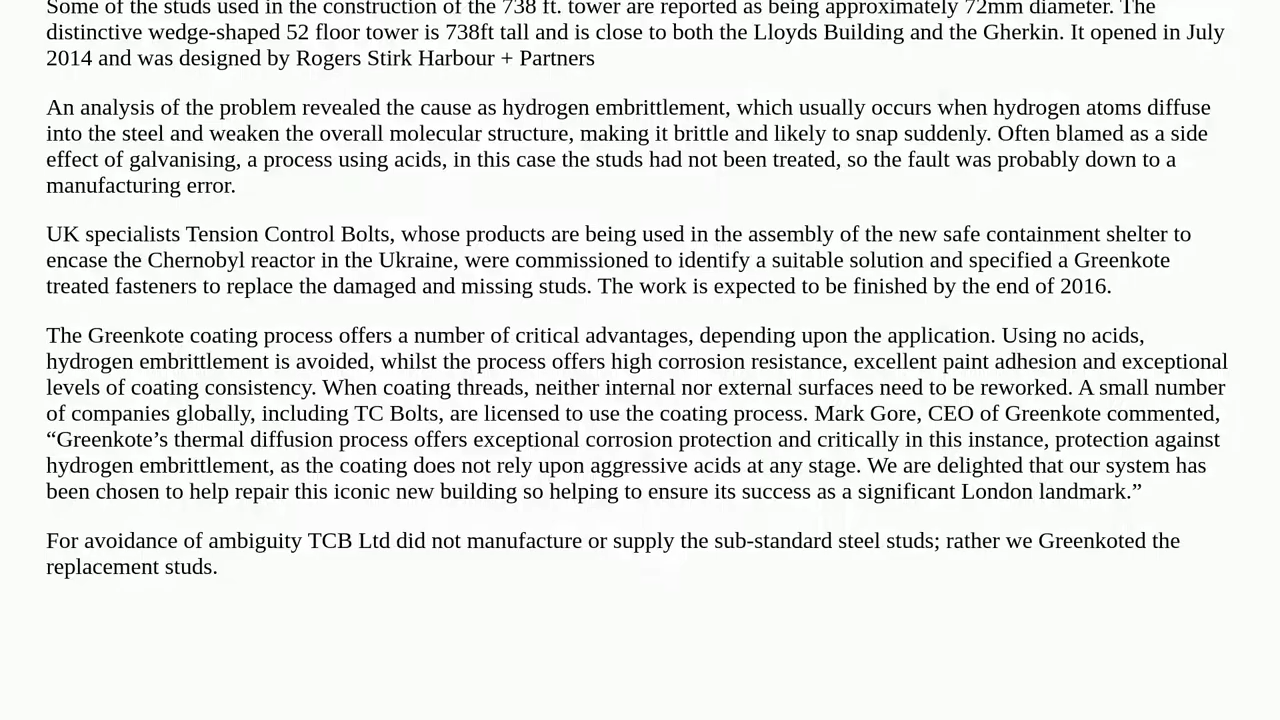 Some of the studs used in the construction of the 738 ft. tower are reported as being approximately 72mm diameter. The
distinctive wedge-shaped 52 floor tower is 738ft tall and is close to both the Lloyds Building and the Gherkin. It opened in July
2014 and was designed by Rogers Stirk Harbour + Partners
An analysis of the problem revealed the cause as hydrogen embrittlement, which usually occurs when hydrogen atoms diffuse
into the steel and weaken the overall molecular structure, making it brittle and likely to snap suddenly. Often blamed as a side
effect of galvanising, a process using acids, in this case the studs had not been treated, so the fault was probably down to a
manufacturing error.
UK specialists Tension Control Bolts, whose products are being used in the assembly of the new safe containment shelter to
encase the Chernobyl reactor in the Ukraine, were commissioned to identify a suitable solution and specified a Greenkote
treated fasteners to replace the damaged and missing studs. The work is expected to be finished by the end of 2016.
The Greenkote coating process offers a number of critical advantages, depending upon the application. Using no acids,
hydrogen embrittlement is avoided, whilst the process offers high corrosion resistance, excellent paint adhesion and exceptional
levels of coating consistency. When coating threads, neither internal nor external surfaces need to be reworked. A small number
of companies globally, including TC Bolts, are licensed to use the coating process. Mark Gore, CEO of Greenkote commented,
“Greenkote’s thermal diffusion process offers exceptional corrosion protection and critically in this instance, protection against
hydrogen embrittlement, as the coating does not rely upon aggressive acids at any stage. We are delighted that our system has
been chosen to help repair this iconic new building so helping to ensure its success as a significant London landmark.”
For avoidance of ambiguity TCB Ltd did not manufacture or supply the sub-standard steel studs; rather we Greenkoted the
replacement studs.